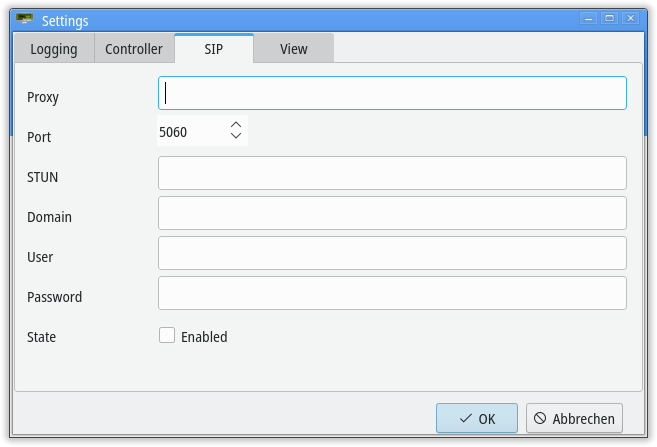 Settings
Logging Controller SIP View
Proxy
Port 5060
STUN
Domain
User
Password
State Enabled
OK Abbrechen